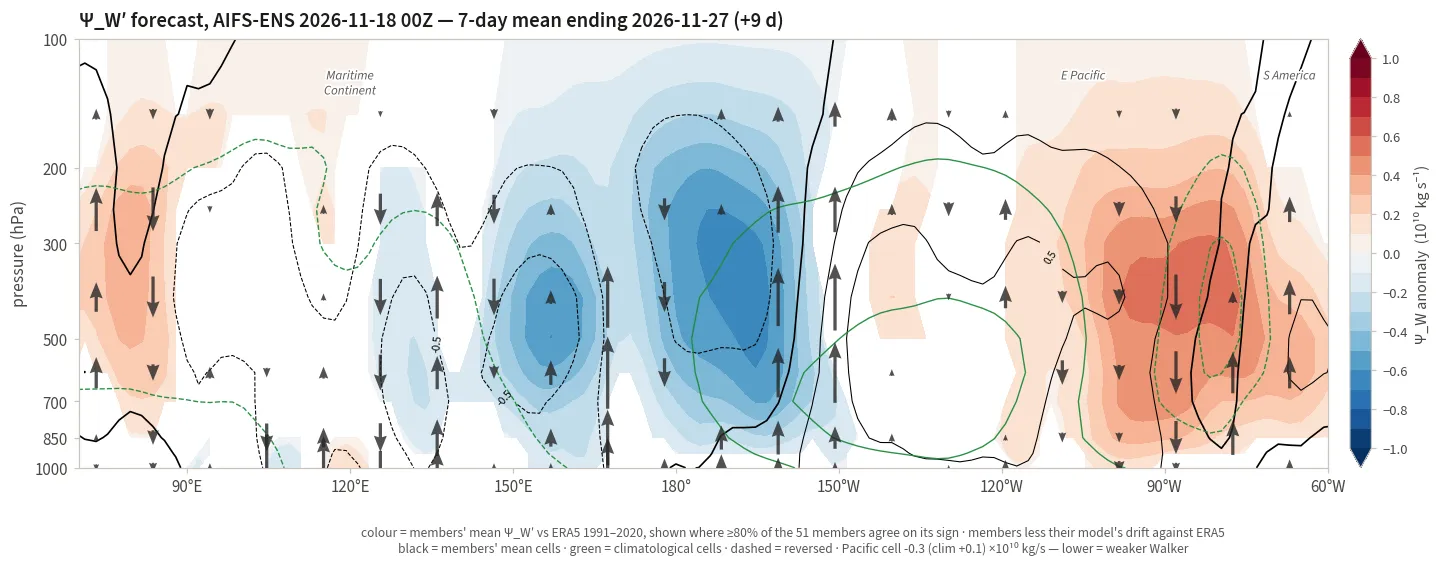 Ψ_W′ forecast, AIFS-ENS 2026-11-18 00Z — 7-day mean ending 2026-11-27 (+9 d)
100
200
300
500
700
850
1000
pressure (hPa)
Maritime
Continent
E Pacific
S America
0.5
-0.5
-0.5
90°E
120°E
150°E
180°
150°W
120°W
90°W
60°W
1.0
0.8
0.6
0.4
0.2
0.0
−0.2
−0.4
−0.6
−0.8
−1.0
Ψ_W anomaly (10¹⁰ kg s⁻¹)
colour = members' mean Ψ_W′ vs ERA5 1991–2020, shown where ≥80% of the 51 members agree on its sign · members less their model's drift against ERA5
black = members' mean cells · green = climatological cells · dashed = reversed · Pacific cell -0.3 (clim +0.1) ×10¹⁰ kg/s — lower = weaker Walker